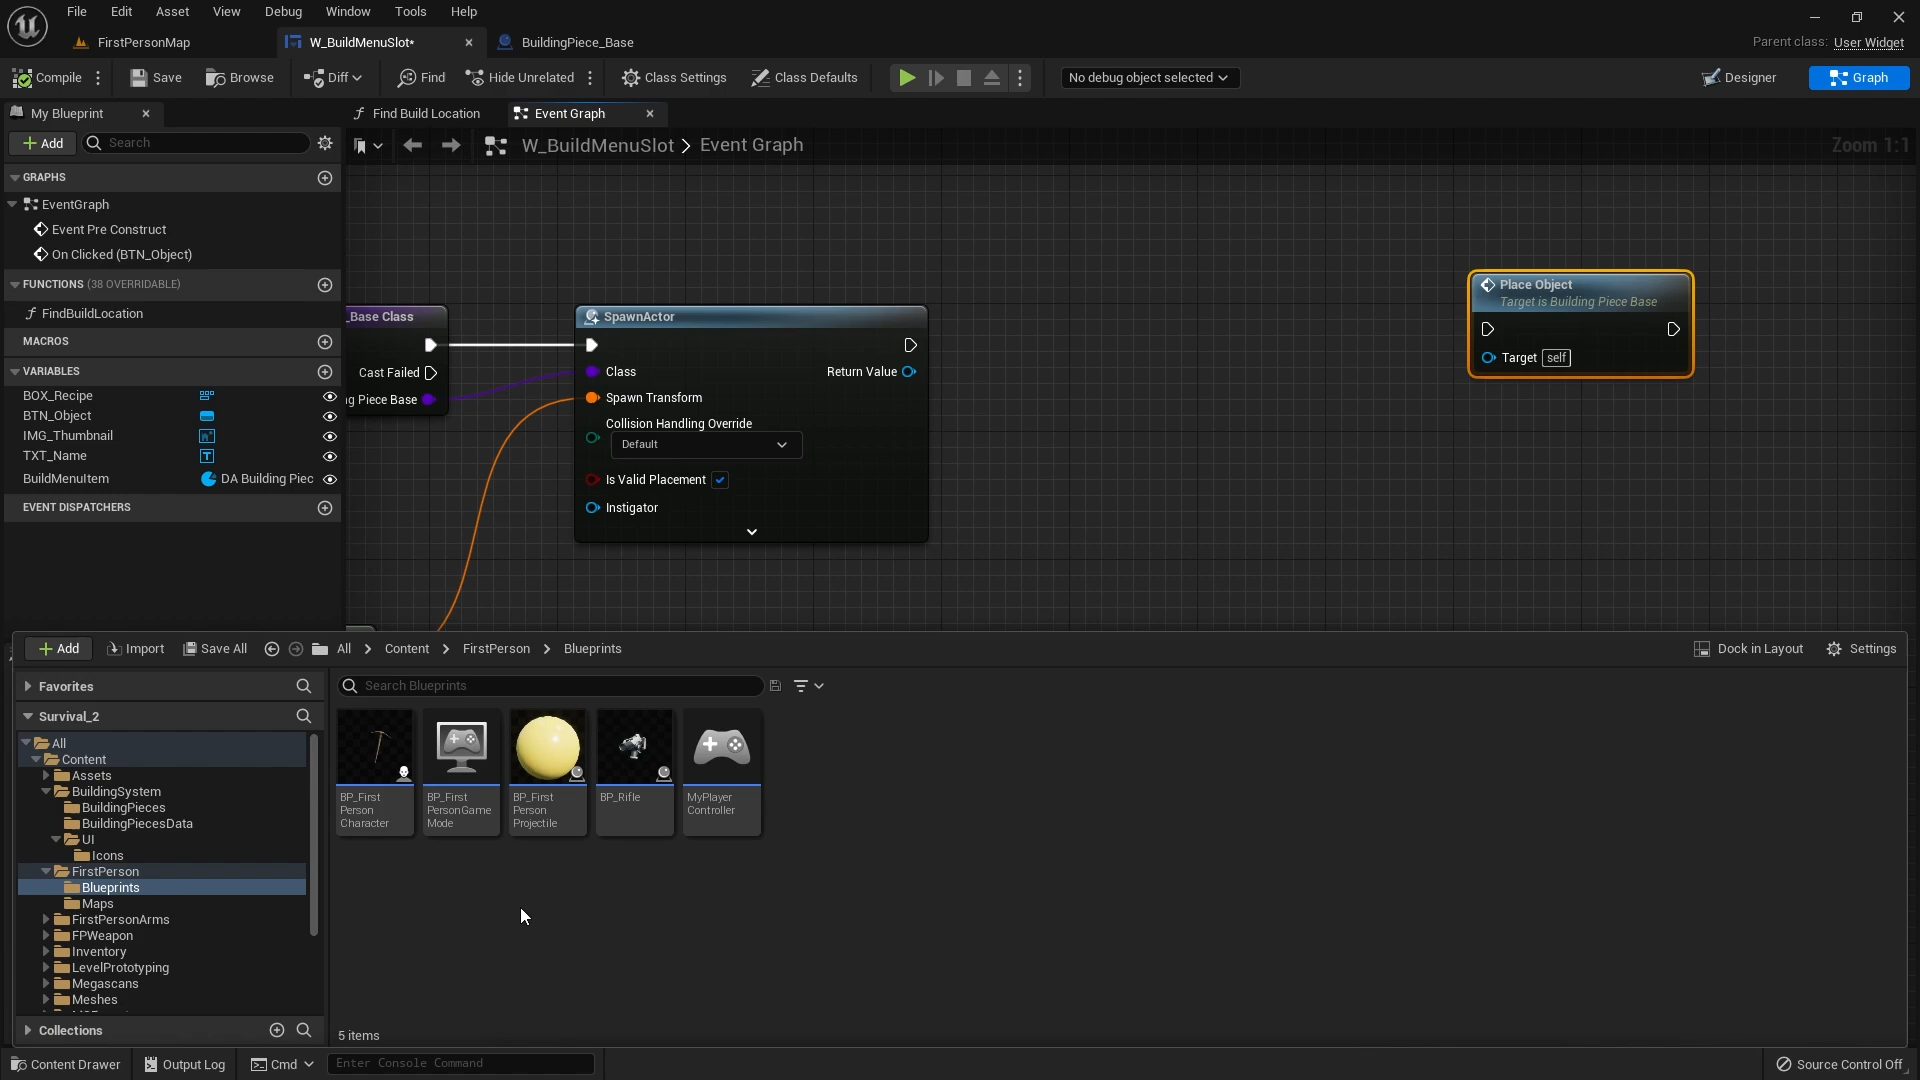 File Edit Asset View Debug Window Tools Help
FirstPersonMap
W_BuildMenuSlot*
BuildingPiece_Base
Parent class: User Widget
Compile
Save
Browse
Diff
Find
Hide Unrelated
Class Settings
Class Defaults
No debug object selected
Designer
Graph
My Blueprint
Find Build Location
Event Graph
Add
Search
W_BuildMenuSlot > Event Graph
Zoom 1:1
GRAPHS
EventGraph
Event Pre Construct
On Clicked (BTN_Object)
FUNCTIONS (38 OVERRIDABLE)
FindBuildLocation
MACROS
VARIABLES
BOX_Recipe
BTN_Object
IMG_Thumbnail
TXT_Name
BuildMenuItem
DA Building Piec
EVENT DISPATCHERS
_Base Class
Cast Failed
ng Piece Base
SpawnActor
Class
Return Value
Spawn Transform
Collision Handling Override
Default
Is Valid Placement
Instigator
Place Object
Target is Building Piece Base
Target self
Add
Import
Save All
All > Content > FirstPerson > Blueprints
Dock in Layout
Settings
Favorites
Search Blueprints
Survival_2
All
Content
Assets
BuildingSystem
BuildingPieces
BuildingPiecesData
UI
Icons
FirstPerson
Blueprints
Maps
FirstPersonArms
FPWeapon
Inventory
LevelPrototyping
Megascans
Meshes
BP_First
Person
Character
BP_First
PersonGame
Mode
BP_First
Person
Projectile
BP_Rifle
MyPlayer
Controller
Collections
5 items
Content Drawer
Output Log
Cmd
Enter Console Command
Source Control Off